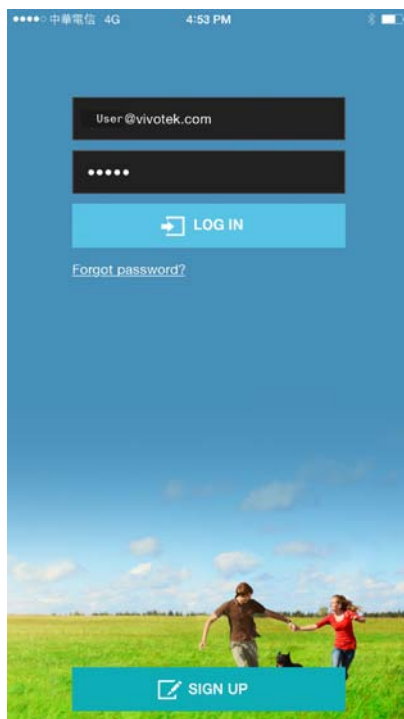 中華電信 4G 4:53 PM
User@vivotek.com
LOG IN
Forgot password?
SIGN UP